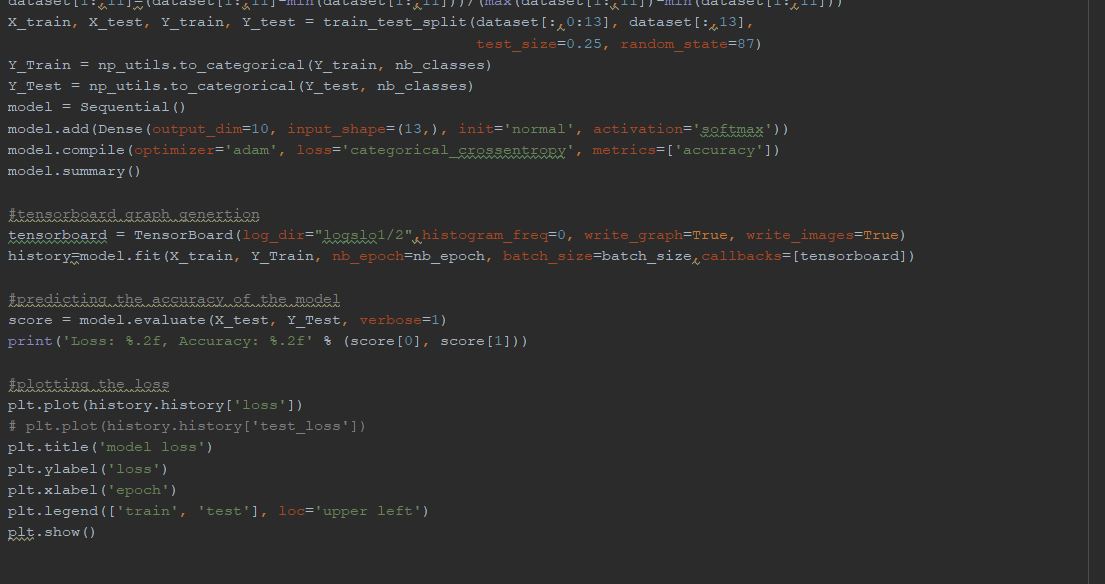 dataset[1:,11]=(dataset[1:,11]-min(dataset[1:,11]))/(max(dataset[1:,11])-min(dataset[1:,11]))
X_train, X_test, Y_train, Y_test = train_test_split(dataset[:,0:13], dataset[:,13],
test_size=0.25, random_state=87)
Y_Train = np_utils.to_categorical(Y_train, nb_classes)
Y_Test = np_utils.to_categorical(Y_test, nb_classes)
model = Sequential()
model.add(Dense(output_dim=10, input_shape=(13,), init='normal', activation='softmax'))
model.compile(optimizer='adam', loss='categorical_crossentropy', metrics=['accuracy'])
model.summary()
#tensorboard graph genertion
tensorboard = TensorBoard(log_dir="logslo1/2",histogram_freq=0, write_graph=True, write_images=True)
history=model.fit(X_train, Y_Train, nb_epoch=nb_epoch, batch_size=batch_size,callbacks=[tensorboard])
#predicting the accuracy of the model
score = model.evaluate(X_test, Y_Test, verbose=1)
print('Loss: %.2f, Accuracy: %.2f' % (score[0], score[1]))
#plotting the loss
plt.plot(history.history['loss'])
# plt.plot(history.history['test_loss'])
plt.title('model loss')
plt.ylabel('loss')
plt.xlabel('epoch')
plt.legend(['train', 'test'], loc='upper left')
plt.show()